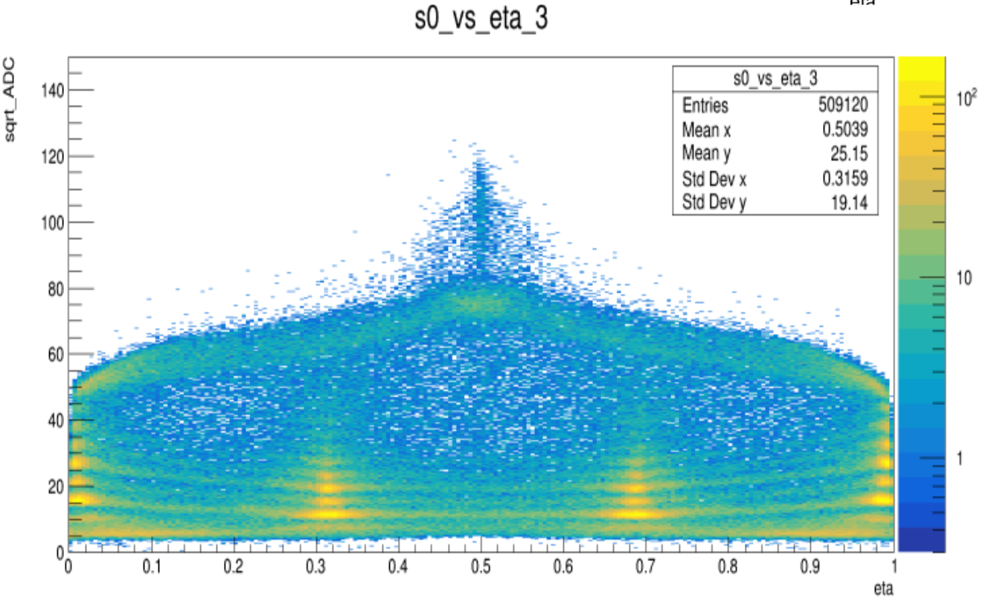 eta
s0_vs_eta_3
sqrt_ADC
s0_vs_eta_3
Entries 509120
Mean x 0.5039
Mean y 25.15
Std Dev x 0.3159
Std Dev y 19.14
140
120
100
80
60
40
20
0
0 0.1 0.2 0.3 0.4 0.5 0.6 0.7 0.8 0.9 1
eta
10²
10
1